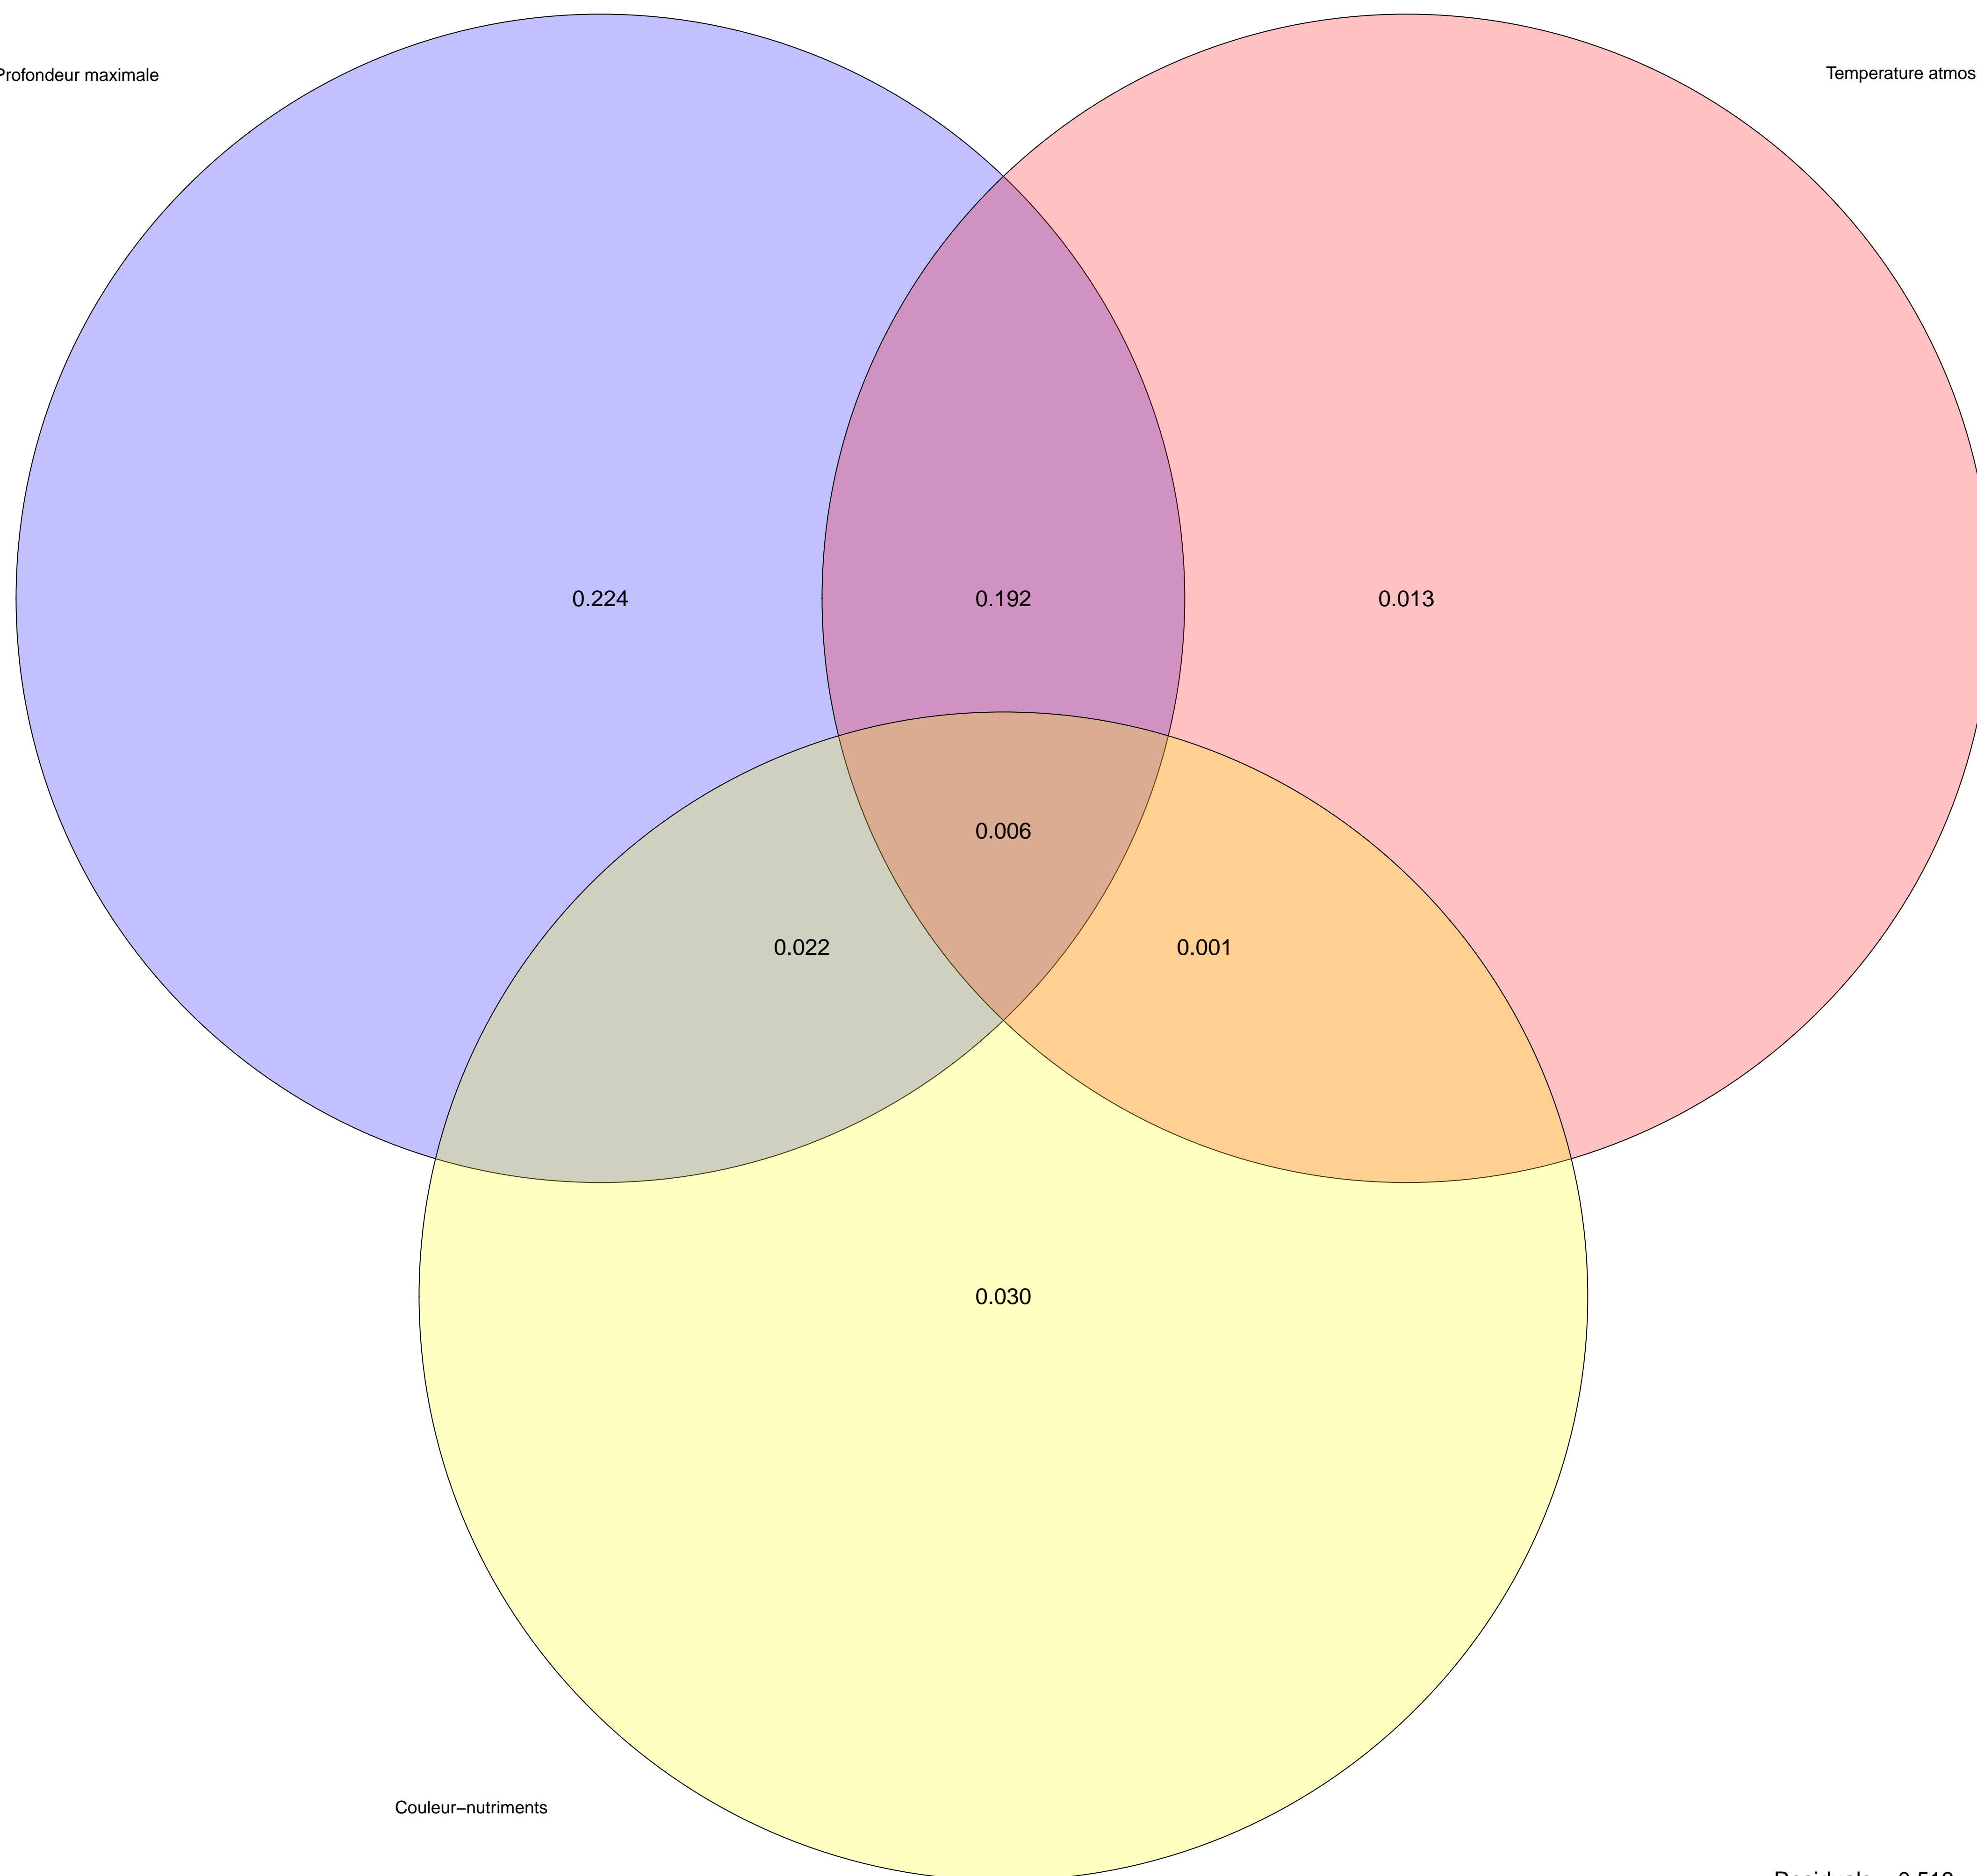 Profondeur maximale
Temperature atmos
0.224
0.192
0.013
0.006
0.022
0.001
0.030
Couleur−nutriments